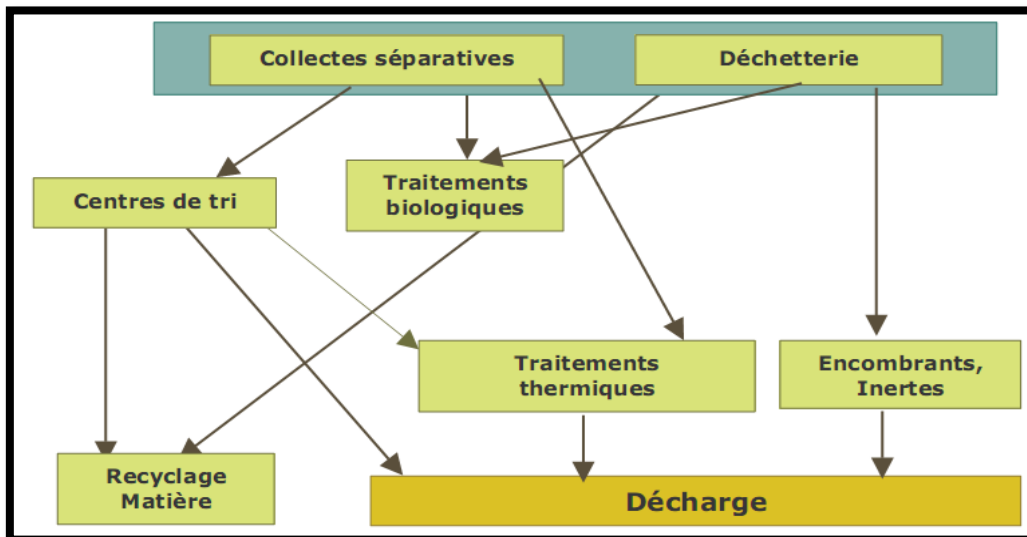 Collectes séparatives
Déchetterie
Traitements
biologiques
Centres de tri
Traitements
thermiques
Encombrants,
Inertes
Recyclage
Matière
Décharge